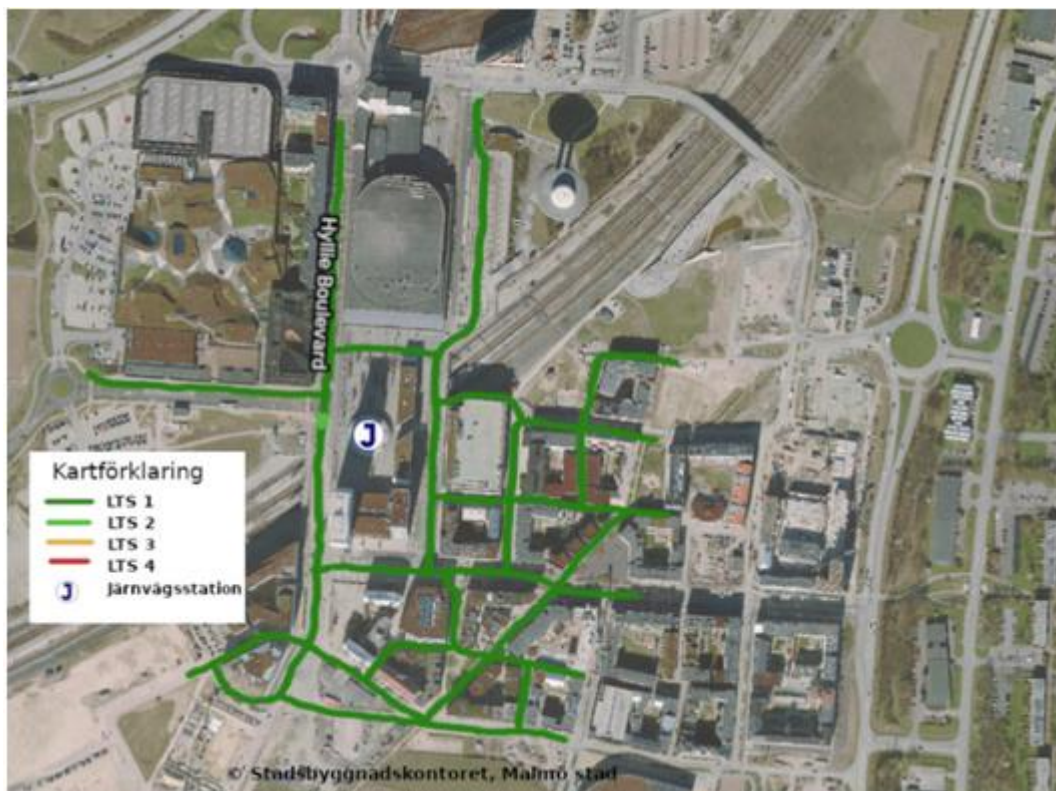 Hyllie Boulevard
Kartförklaring
LTS 1
LTS 2
LTS 3
LTS 4
J Järnvägsstation
J
© Stadsbyggnadskontoret, Malmö stad